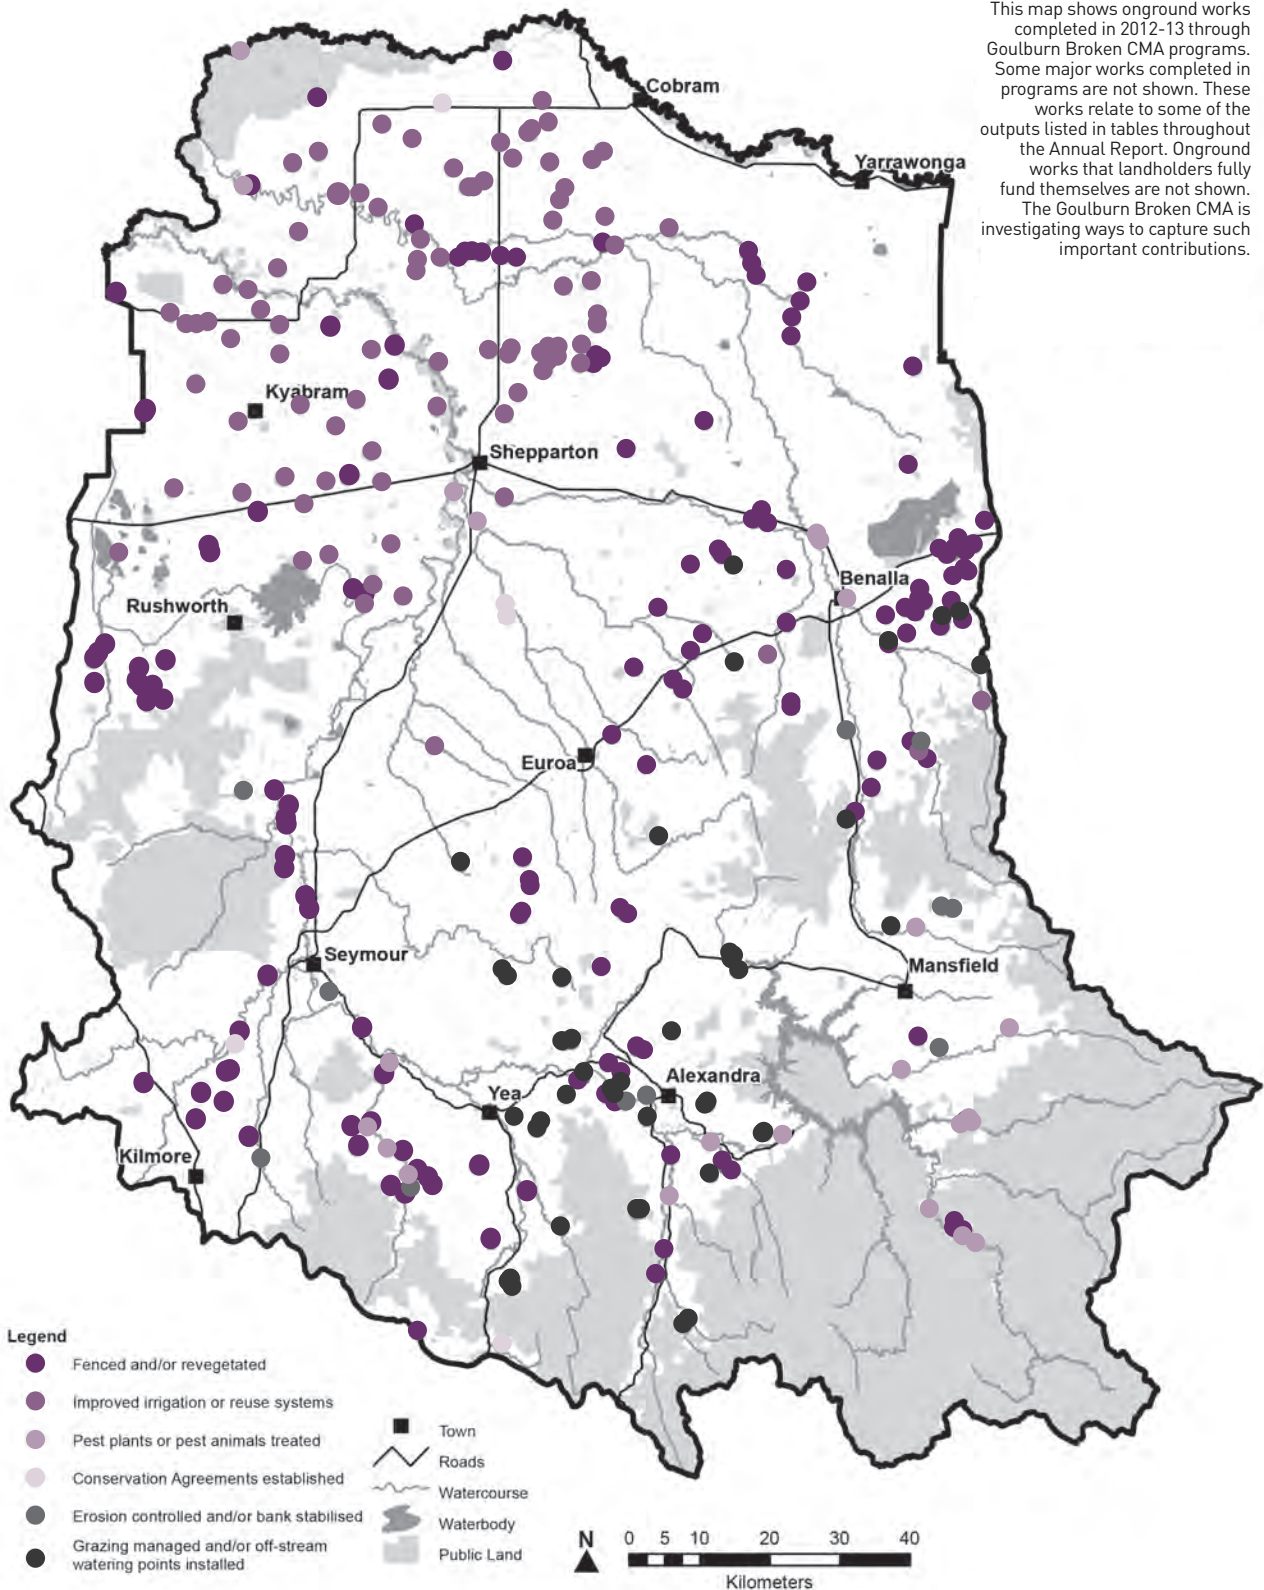 This map shows onground works
completed in 2012-13 through
Goulburn Broken CMA programs.
Some major works completed in
programs are not shown. These
works relate to some of the
outputs listed in tables throughout
the Annual Report. Onground
works that landholders fully
fund themselves are not shown.
The Goulburn Broken CMA is
investigating ways to capture such
important contributions.
Cobram
Yarrawonga
Kyabram
Shepparton
Benalla
Rushworth
Euroa
Seymour
Mansfield
Alexandra
Yea
Kilmore
Legend
Fenced and/or revegetated
Improved irrigation or reuse systems
Pest plants or pest animals treated
Conservation Agreements established
Erosion controlled and/or bank stabilised
Grazing managed and/or off-stream
watering points installed
Town
Roads
Watercourse
Waterbody
Public Land
N
0 5 10 20 30 40
Kilometers